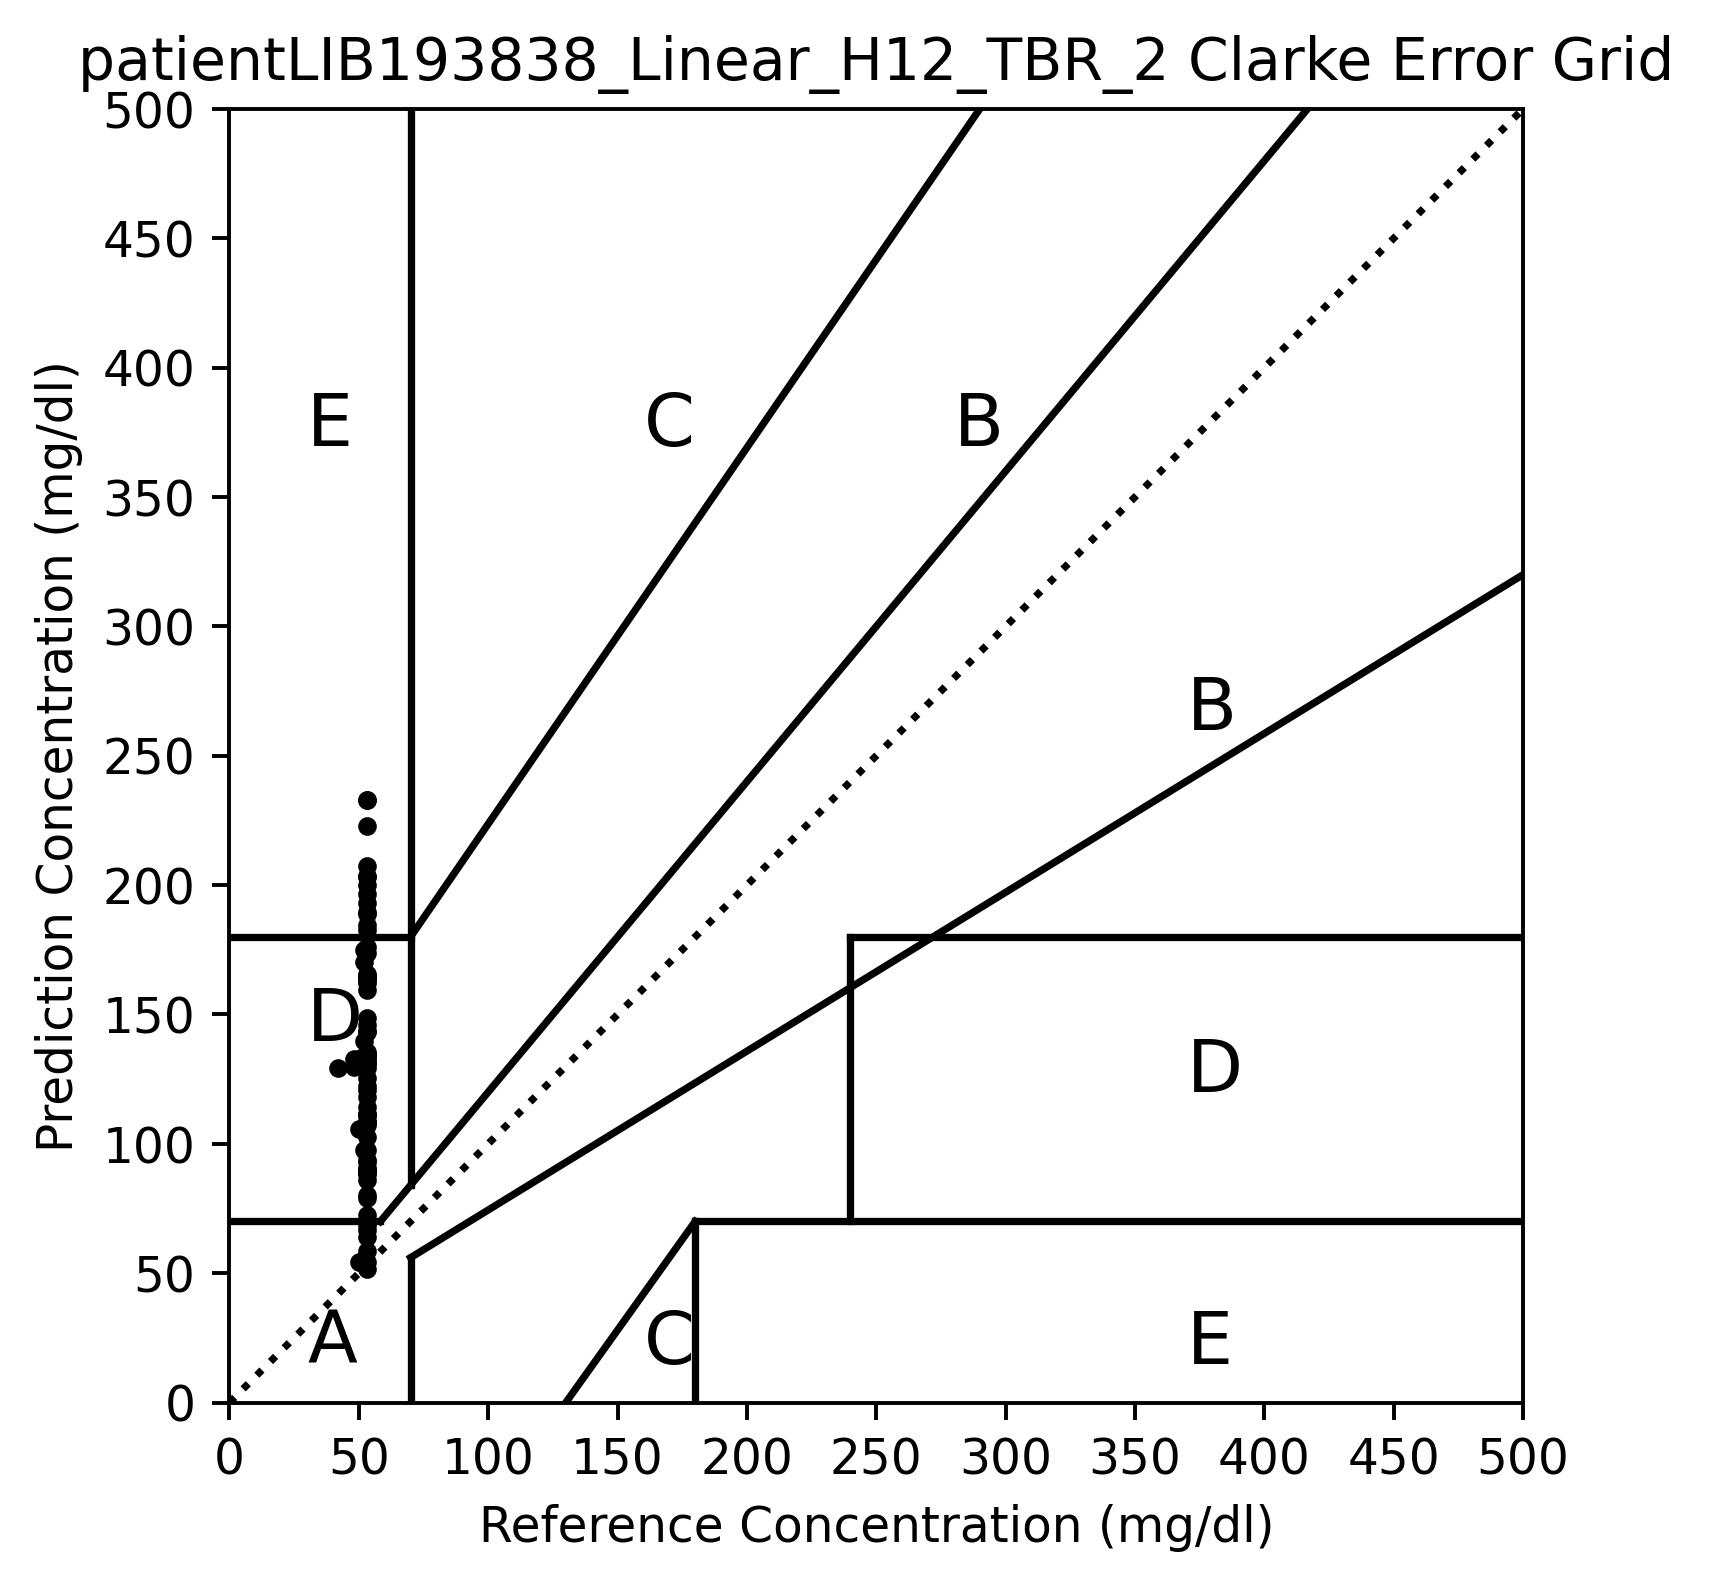 patientLIB193838_Linear_H12_TBR_2 Clarke Error Grid
500
450
400
350
300
250
200
150
100
50
0
Prediction Concentration (mg/dl)
E
C
B
B
D
D
A
C
E
0 50 100 150 200 250 300 350 400 450 500
Reference Concentration (mg/dl)